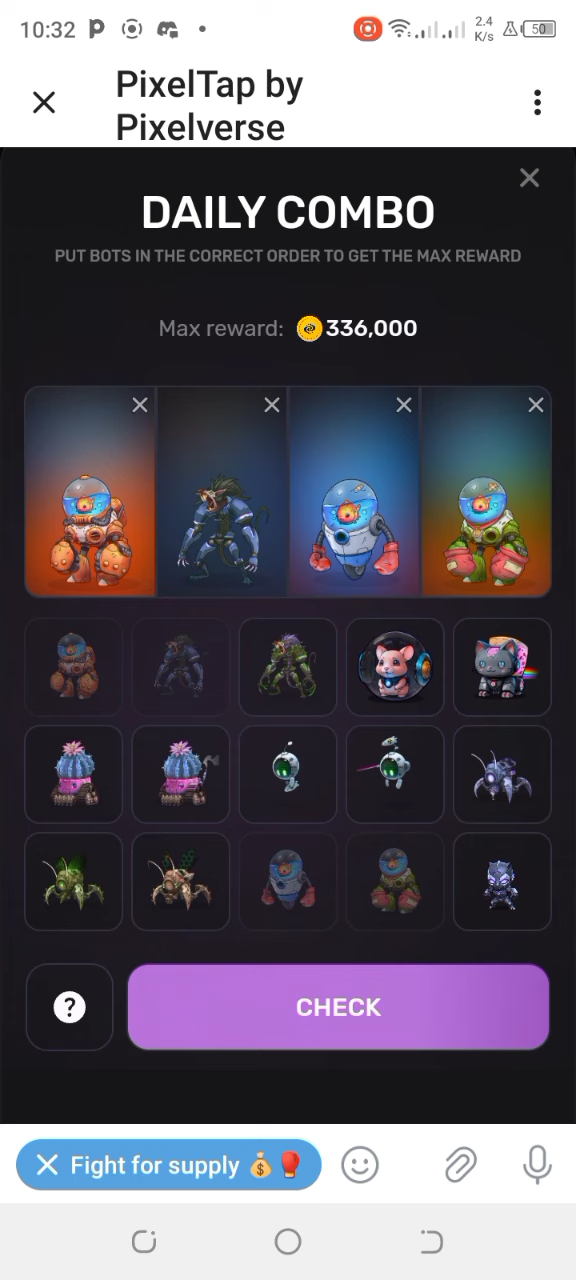 10:32
2.4
K/s
50
PixelTap by
Pixelverse
DAILY COMBO
PUT BOTS IN THE CORRECT ORDER TO GET THE MAX REWARD
Max reward: 336,000
?
CHECK
Fight for supply 💰🥊